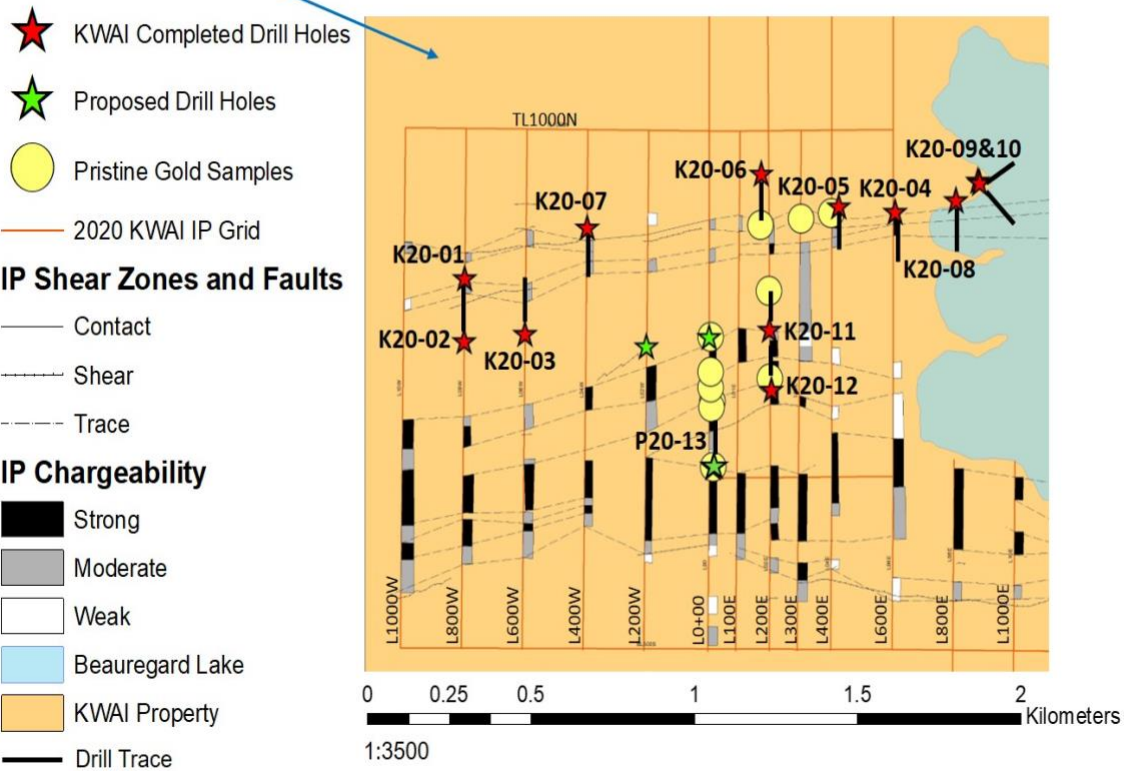 KWAI Completed Drill Holes
Proposed Drill Holes
Pristine Gold Samples
2020 KWAI IP Grid
IP Shear Zones and Faults
Contact
Shear
Trace
IP Chargeability
Strong
Moderate
Weak
Beauregard Lake
KWAI Property
Drill Trace
TL1000N
K20-09&10
K20-06
K20-05
K20-04
K20-07
K20-01
K20-08
K20-02
K20-03
K20-11
K20-12
P20-13
L1000W
L800W
L600W
L400W
L200W
L0+00
L100E
L200E
L300E
L400E
L600E
L800E
L1000E
0 0.25 0.5 1 1.5 2
Kilometers
1:3500